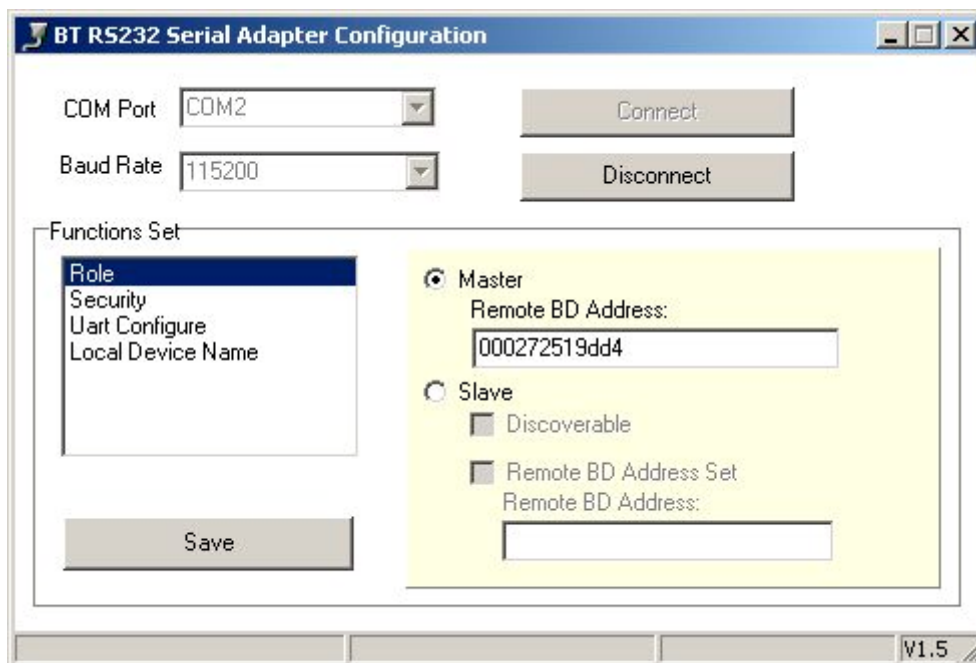 BT RS232 Serial Adapter Configuration
COM Port COM2 Connect
Baud Rate 115200 Disconnect
Functions Set
Role
Security
Uart Configure
Local Device Name
Save
Master
Remote BD Address:
000272519dd4
Slave
Discoverable
Remote BD Address Set
Remote BD Address:
V1.5